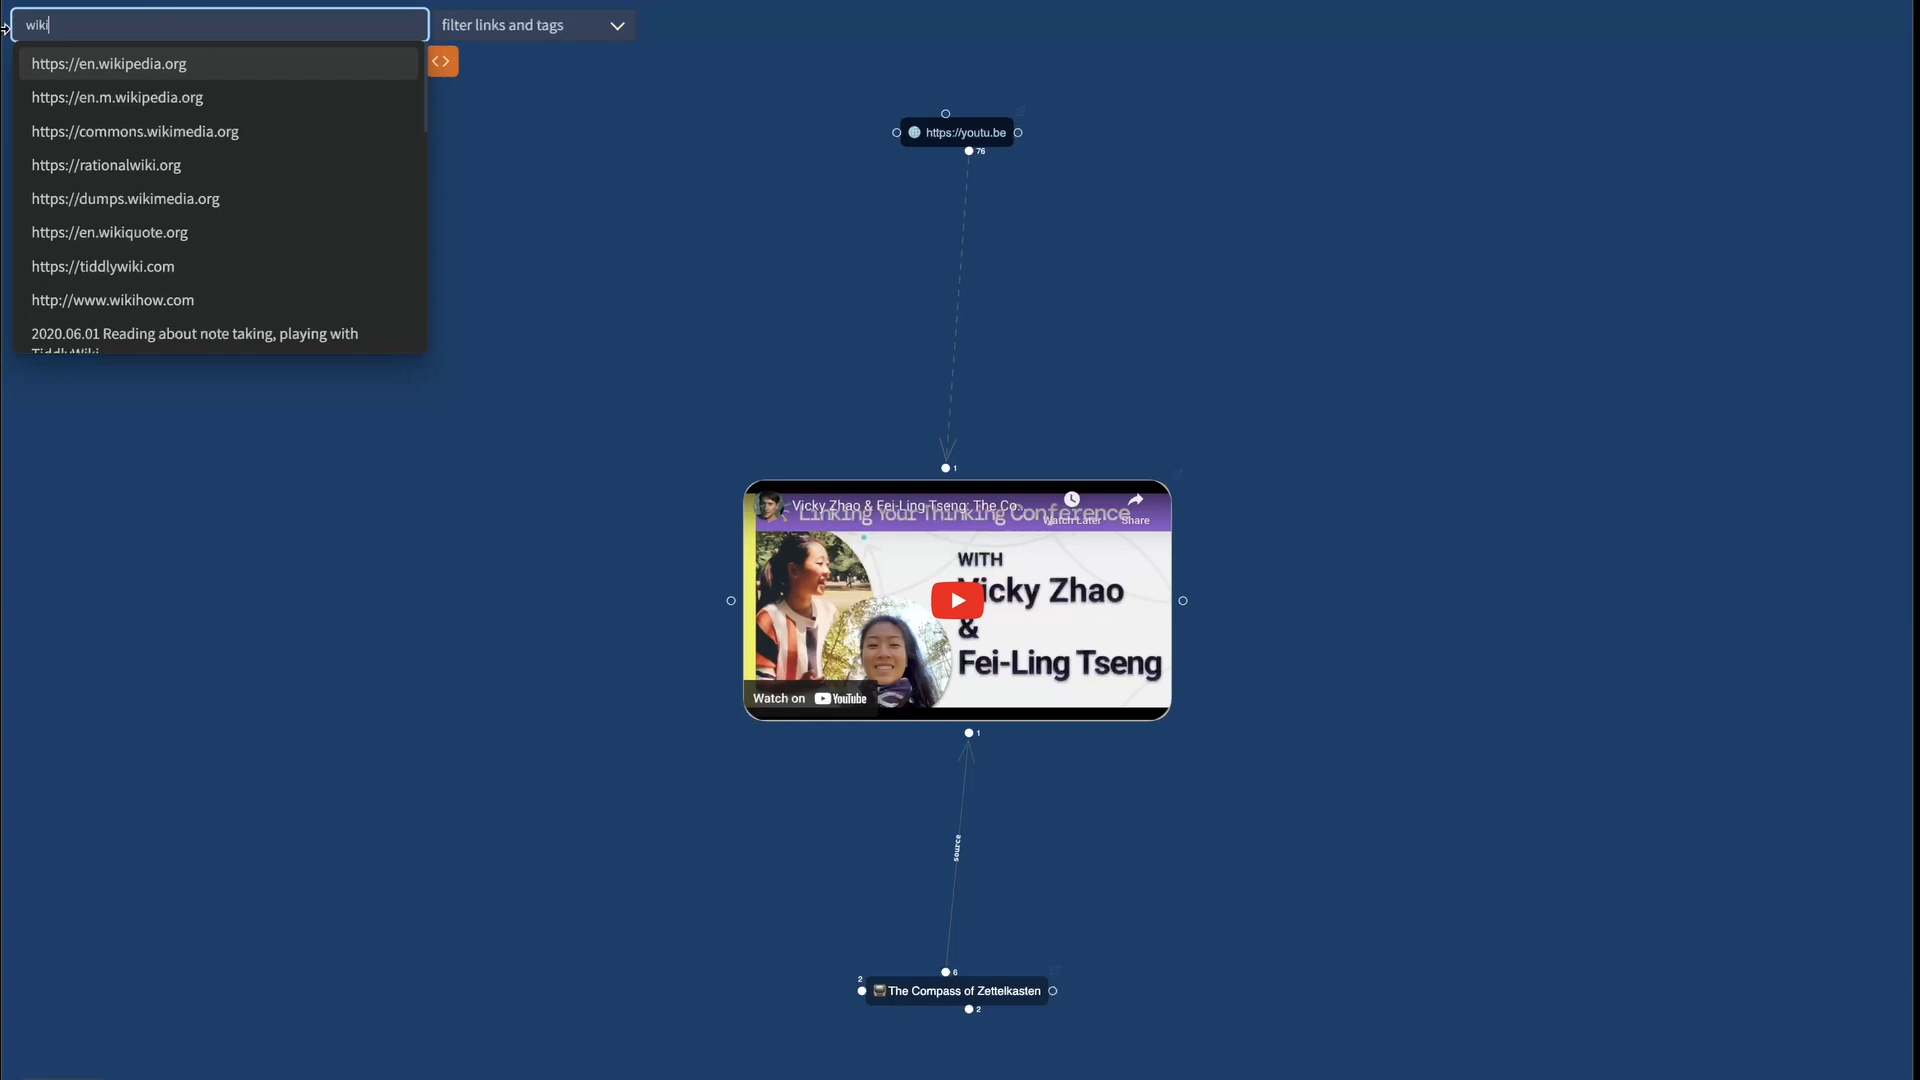 wiki
filter links and tags
https://en.wikipedia.org
https://en.m.wikipedia.org
https://commons.wikimedia.org
https://rationalwiki.org
https://dumps.wikimedia.org
https://en.wikiquote.org
https://tiddlywiki.com
http://www.wikihow.com
2020.06.01 Reading about note taking, playing with
TiddlyWiki
https://youtu.be
76
1
Vicky Zhao & Fei-Ling Tseng: The Co...
Linking Your Thinking Conference
Watch Later
Share
WITH
Vicky Zhao
&
Fei-Ling Tseng
Watch on YouTube
1
source
6
2
The Compass of Zettelkasten
2